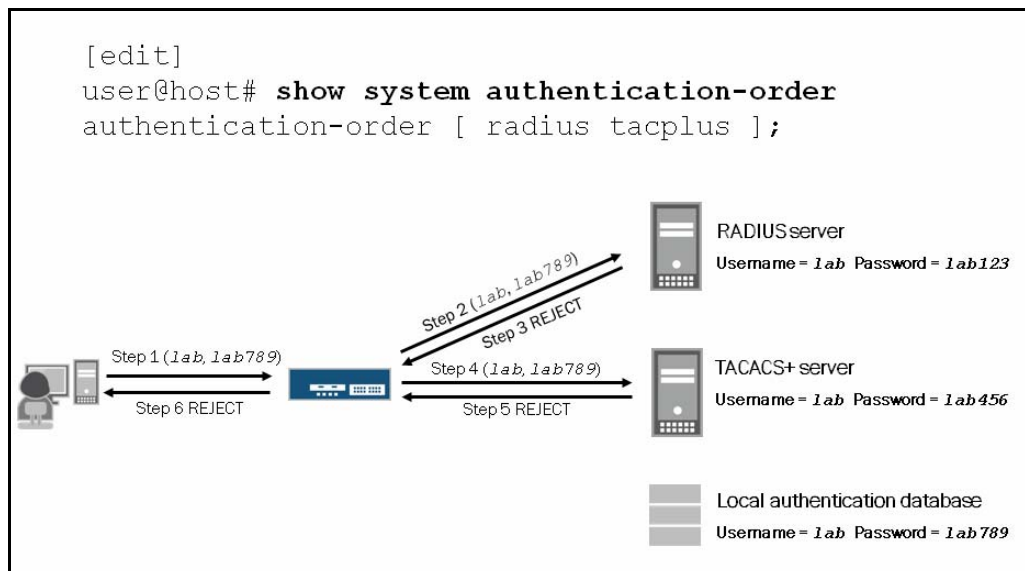 [edit]
user@host# show system authentication-order
authentication-order [ radius tacplus ];
RADIUS server
Username = lab Password = lab123
Step 2 (lab, lab789)
Step 3 REJECT
Step 1 (lab, lab789)
Step 6 REJECT
Step 4 (lab, lab789)
Step 5 REJECT
TACACS+ server
Username = lab Password = lab456
Local authentication database
Username = lab Password = lab789